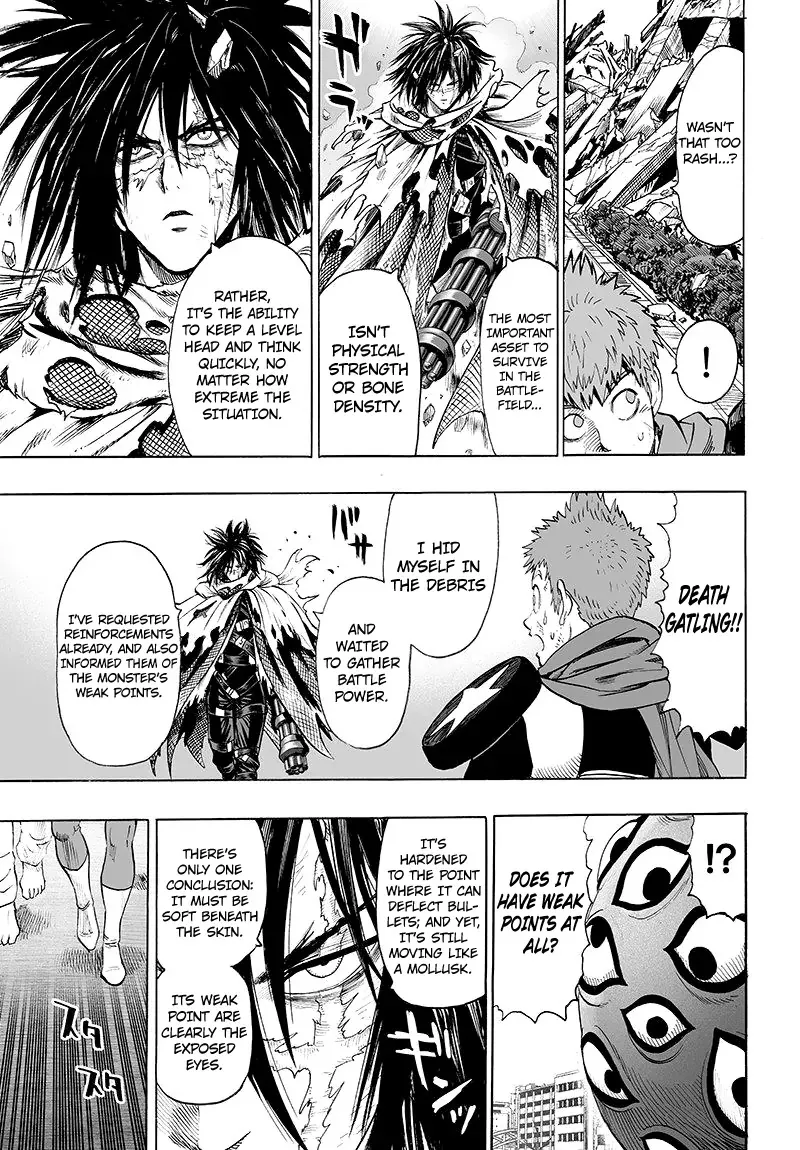 WASN'T
THAT TOO
RASH...?
!
ザッ
THE MOST
IMPORTANT
ASSET TO
SURVIVE
IN THE
BATTLE-
FIELD...
ISN'T
PHYSICAL
STRENGTH
OR BONE
DENSITY.
RATHER,
IT'S THE ABILITY
TO KEEP A LEVEL
HEAD AND THINK
QUICKLY, NO
MATTER HOW
EXTREME THE
SITUATION.
DEATH
GATLING!!
I HID
MYSELF IN
THE DEBRIS
AND
WAITED
TO GATHER
BATTLE
POWER.
I'VE REQUESTED
REINFORCEMENTS
ALREADY, AND ALSO
INFORMED THEM OF
THE MONSTER'S
WEAK POINTS.
!?
DOES IT
HAVE WEAK
POINTS AT
ALL?
IT'S
HARDENED
TO THE POINT
WHERE IT CAN
DEFLECT BUL-
LETS; AND YET,
IT'S STILL
MOVING LIKE
A MOLLUSK.
THERE'S
ONLY ONE
CONCLUSION:
IT MUST BE
SOFT BENEATH
THE SKIN.
ITS WEAK
POINT ARE
CLEARLY THE
EXPOSED
EYES.
スタ
スタ